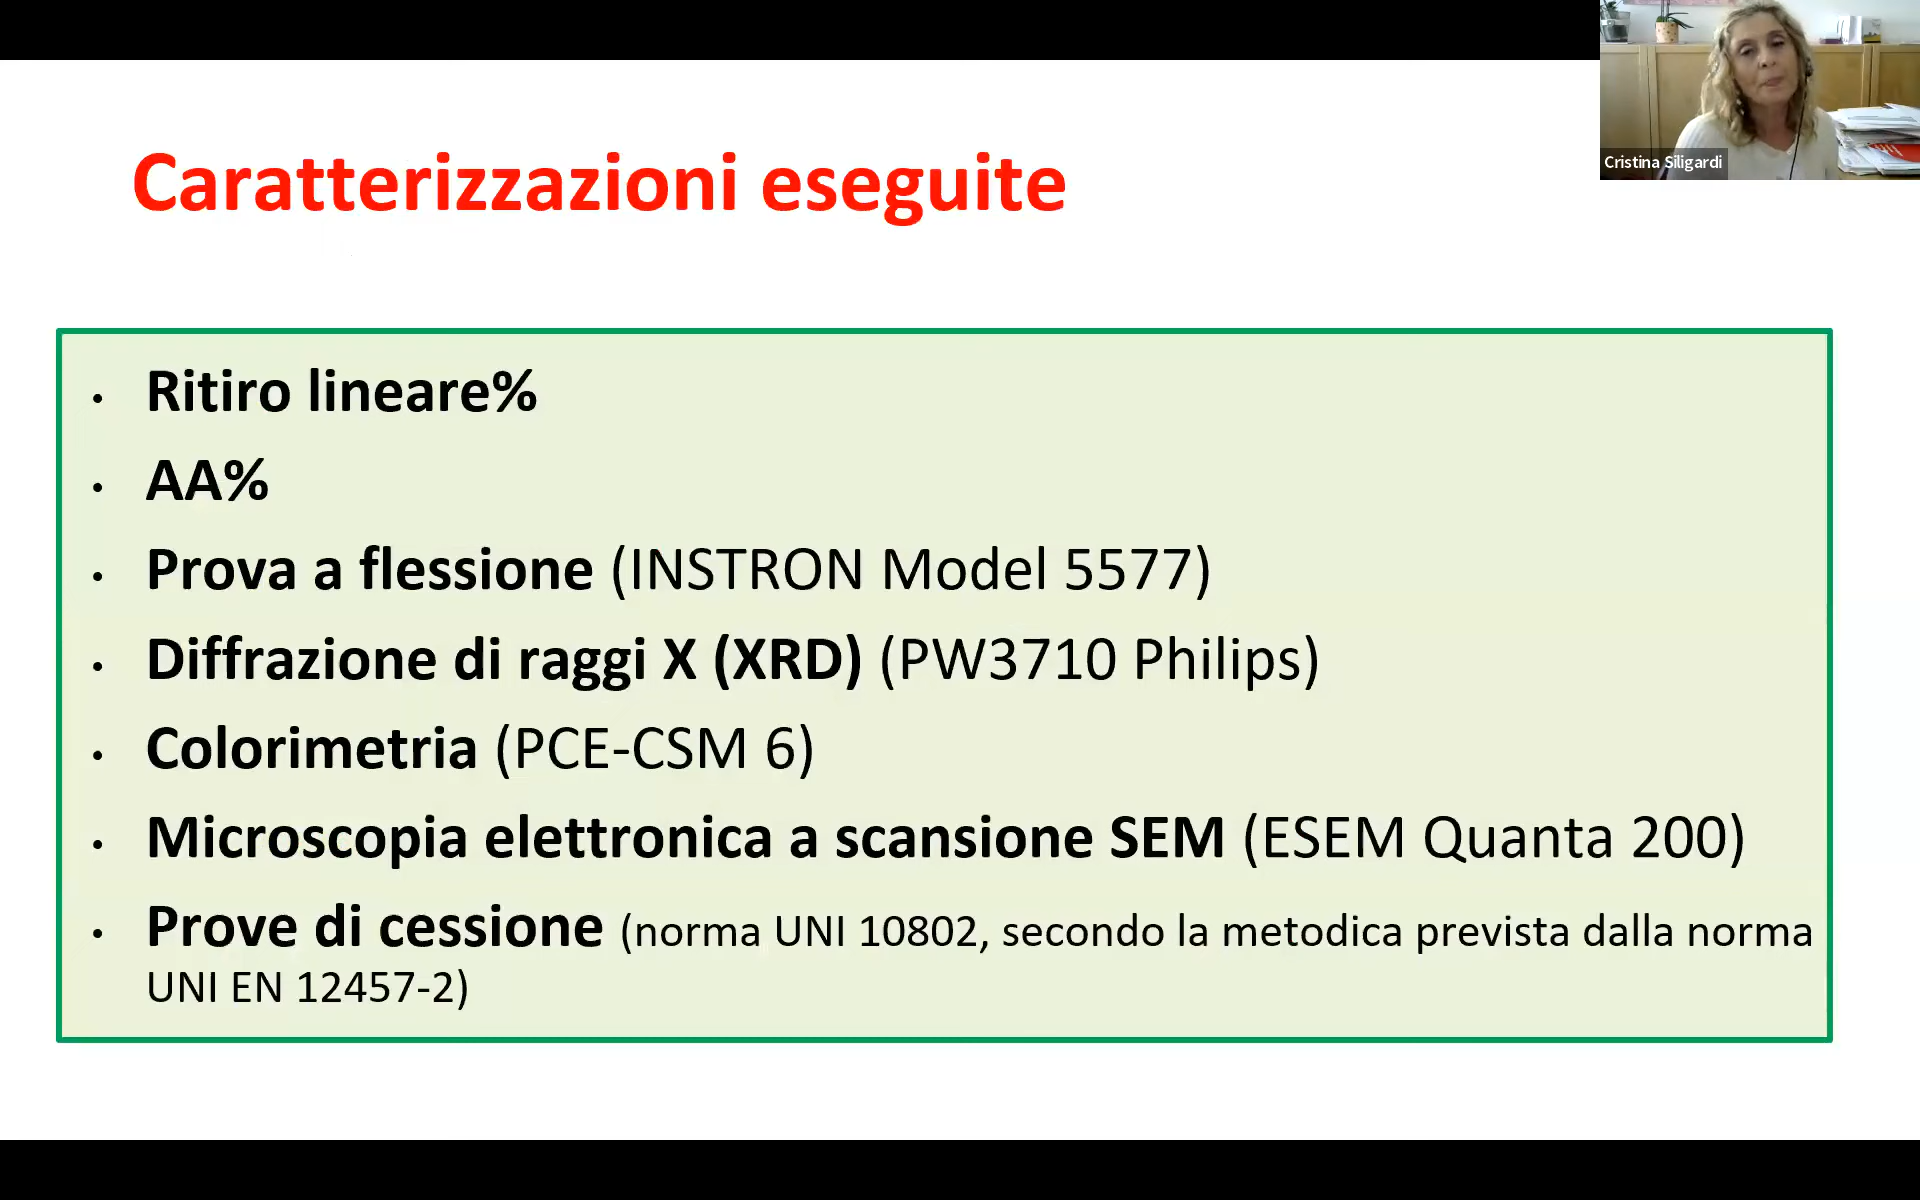 Cristina Siligardi
Caratterizzazioni eseguite
• Ritiro lineare%
• AA%
• Prova a flessione (INSTRON Model 5577)
• Diffrazione di raggi X (XRD) (PW3710 Philips)
• Colorimetria (PCE-CSM 6)
• Microscopia elettronica a scansione SEM (ESEM Quanta 200)
• Prove di cessione (norma UNI 10802, secondo la metodica prevista dalla norma
UNI EN 12457-2)